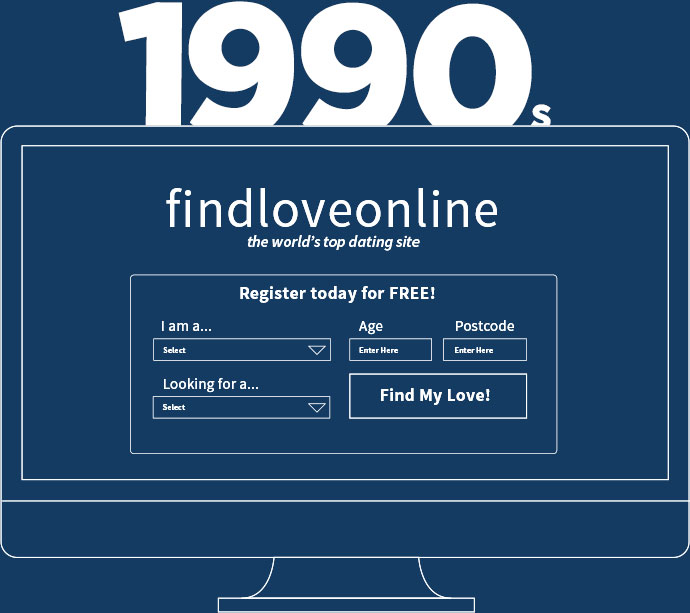 1990s
findloveonline
the world's top dating site
Register today for FREE!
I am a...
Select
Age
Enter Here
Postcode
Enter Here
Looking for a...
Select
Find My Love!